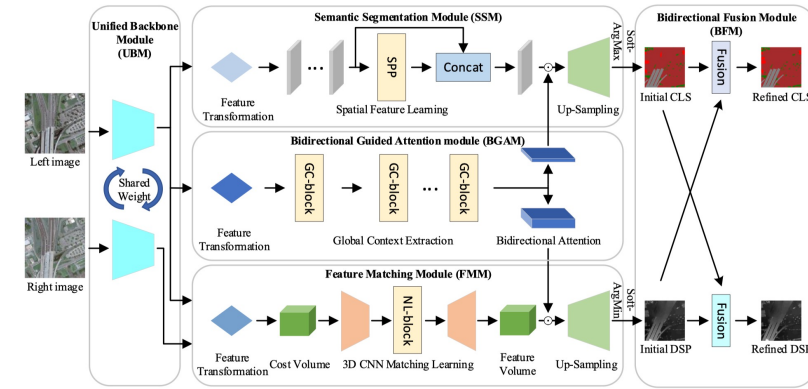 Unified Backbone
Module
(UBM)
Left image
Shared
Weight
Right image
Semantic Segmentation Module (SSM)
Feature
Transformation
SPP
Concat
Spatial Feature Learning
Up-Sampling
Soft-
ArgMax
Bidirectional Guided Attention module (BGAM)
Feature
Transformation
GC-block
GC-block
GC-block
Global Context Extraction
Bidirectional Attention
Feature Matching Module (FMM)
Feature
Transformation
Cost Volume
NL-block
3D CNN Matching Learning
Feature
Volume
Up-Sampling
Soft-
ArgMin
Bidirectional Fusion Module
(BFM)
Initial CLS
Fusion
Refined CLS
Initial DSP
Fusion
Refined DSP